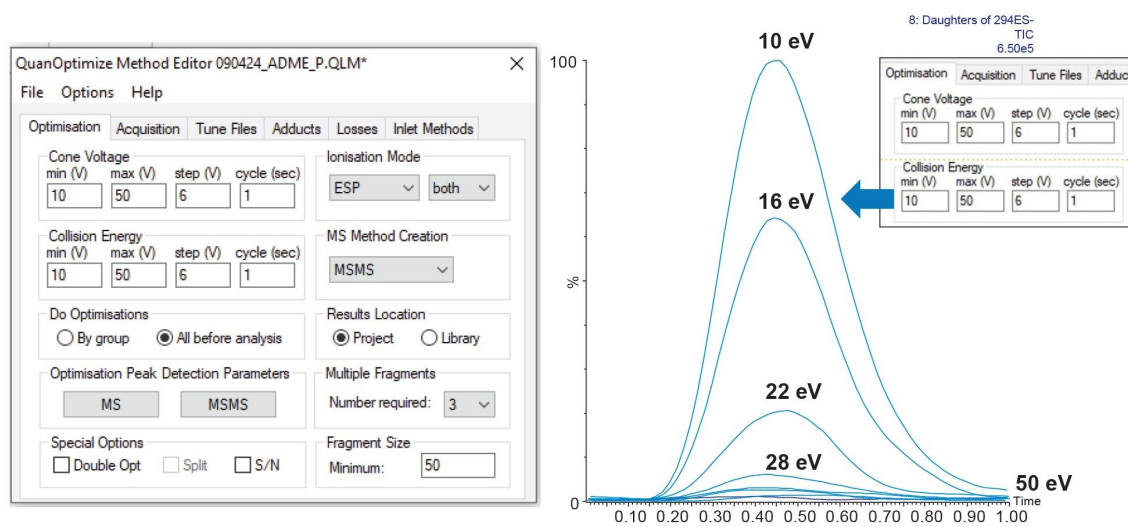 QuanOptimize Method Editor 090424_ADME_P.QLM*
File Options Help
Optimisation Acquisition Tune Files Adducts Losses Inlet Methods
Cone Voltage
min (V) max (V) step (V) cycle (sec)
10 50 6 1
Ionisation Mode
ESP both
Collision Energy
min (V) max (V) step (V) cycle (sec)
10 50 6 1
MS Method Creation
MSMS
Do Optimisations
By group All before analysis
Results Location
Project Library
Optimisation Peak Detection Parameters
MS MSMS
Multiple Fragments
Number required: 3
Special Options
Double Opt Split S/N
Fragment Size
Minimum: 50
8: Daughters of 294ES-
TIC
6.50e5
10 eV
100
%
0
16 eV
22 eV
28 eV
50 eV
Time
0.10 0.20 0.30 0.40 0.50 0.60 0.70 0.80 0.90 1.00
Optimisation Acquisition Tune Files Adduc
Cone Voltage
min (V) max (V) step (V) cycle (sec)
10 50 6 1
Collision Energy
min (V) max (V) step (V) cycle (sec)
10 50 6 1